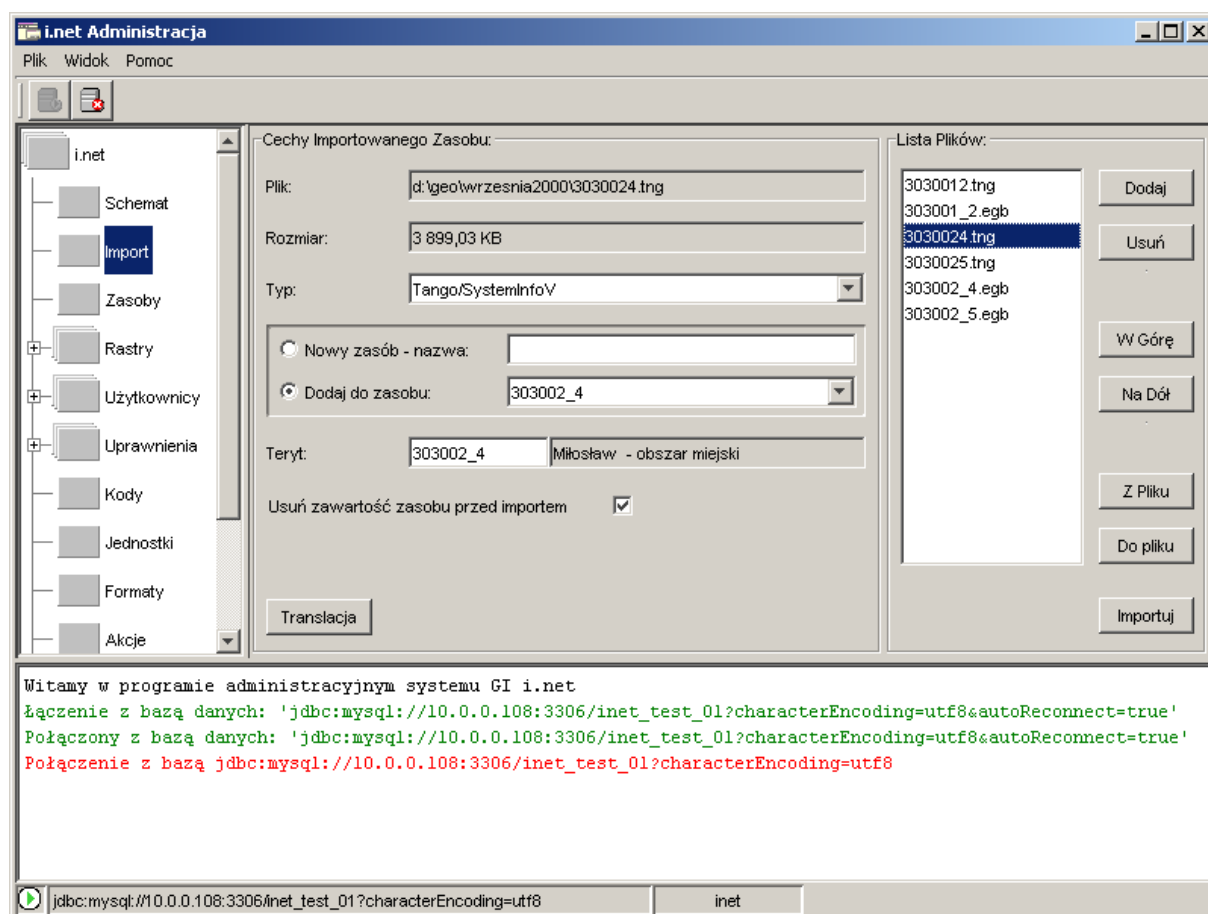 i.net Administracja
Plik Widok Pomoc
i.net
Schemat
Import
Zasoby
Rastry
Użytkownicy
Uprawnienia
Kody
Jednostki
Formaty
Akcje
Cechy Importowanego Zasobu:
Plik: d:\geo\wrzesnia2000\3030024.tng
Rozmiar: 3 899,03 KB
Typ: Tango/SystemInfoV
Nowy zasób - nazwa:
Dodaj do zasobu: 303002_4
Teryt: 303002_4 Miłosław - obszar miejski
Usuń zawartość zasobu przed importem
Translacja
Lista Plików:
3030012.tng
303001_2.egb
3030024.tng
3030025.tng
303002_4.egb
303002_5.egb
Dodaj
Usuń
W Górę
Na Dół
Z Pliku
Do pliku
Importuj
Witamy w programie administracyjnym systemu GI i.net
Łączenie z bazą danych: 'jdbc:mysql://10.0.0.108:3306/inet_test_01?characterEncoding=utf8&autoReconnect=true'
Połączony z bazą danych: 'jdbc:mysql://10.0.0.108:3306/inet_test_01?characterEncoding=utf8&autoReconnect=true'
Połączenie z bazą jdbc:mysql://10.0.0.108:3306/inet_test_01?characterEncoding=utf8
jdbc:mysql://10.0.0.108:3306/inet_test_01?characterEncoding=utf8 inet